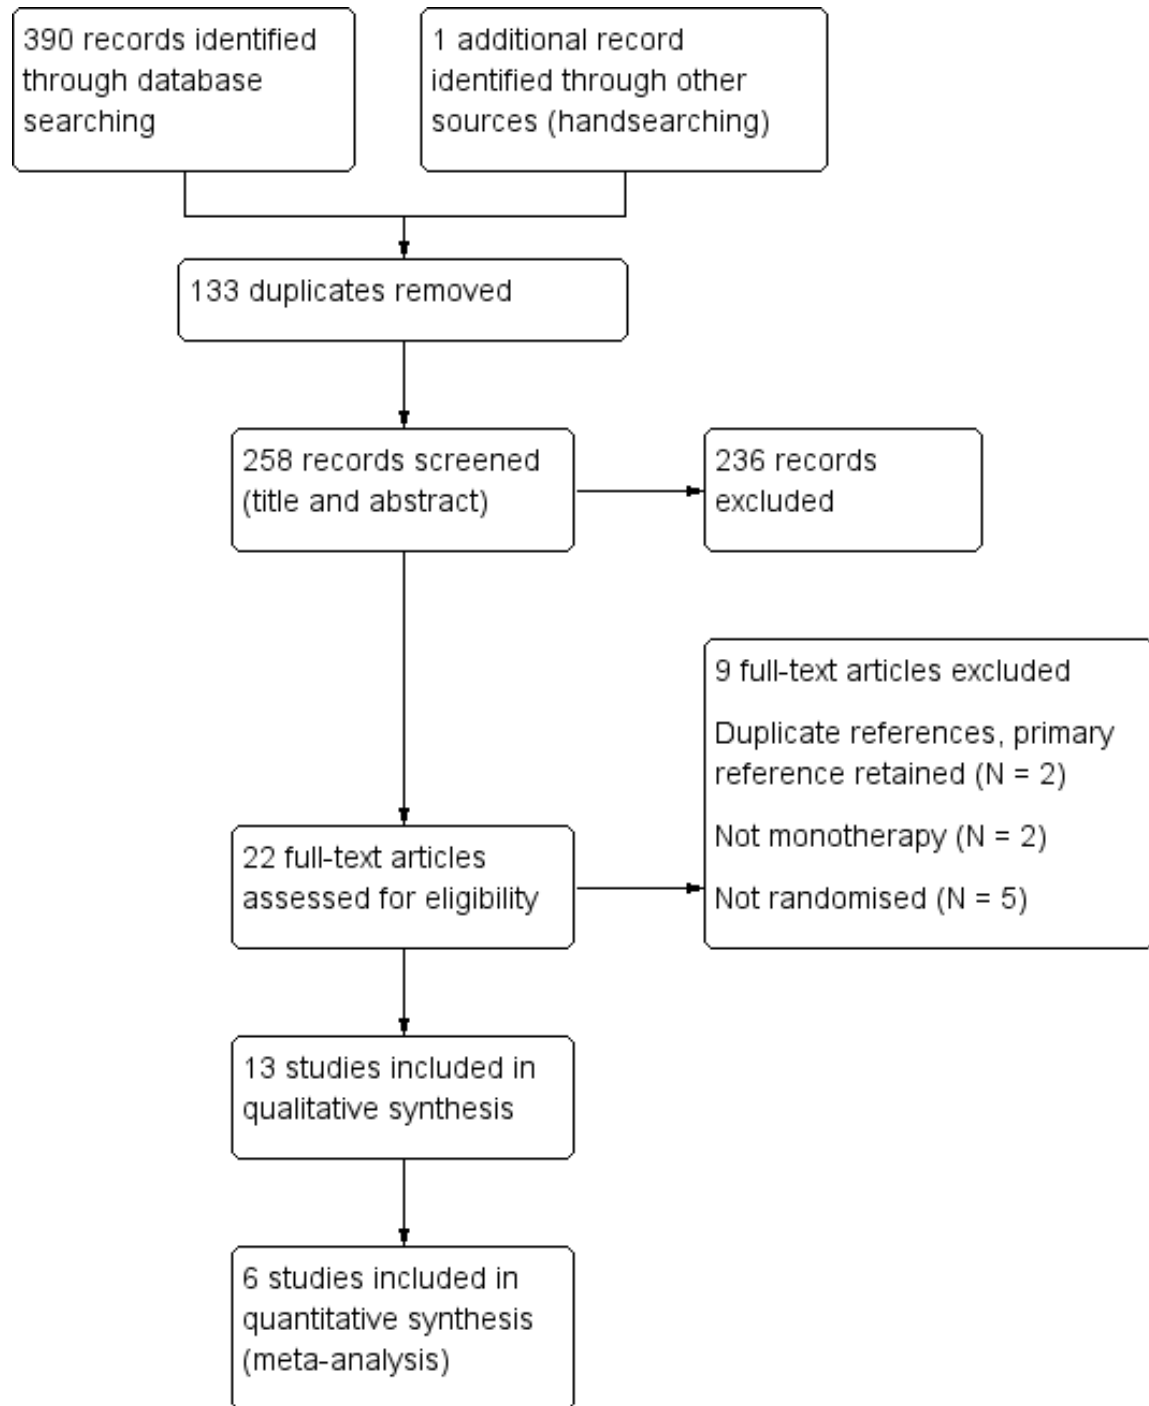 390 records identified
through database
searching
1 additional record
identified through other
sources (handsearching)
133 duplicates removed
258 records screened
(title and abstract)
236 records
excluded
9 full-text articles excluded
Duplicate references, primary
reference retained (N = 2)
Not monotherapy (N = 2)
Not randomised (N = 5)
22 full-text articles
assessed for eligibility
13 studies included in
qualitative synthesis
6 studies included in
quantitative synthesis
(meta-analysis)